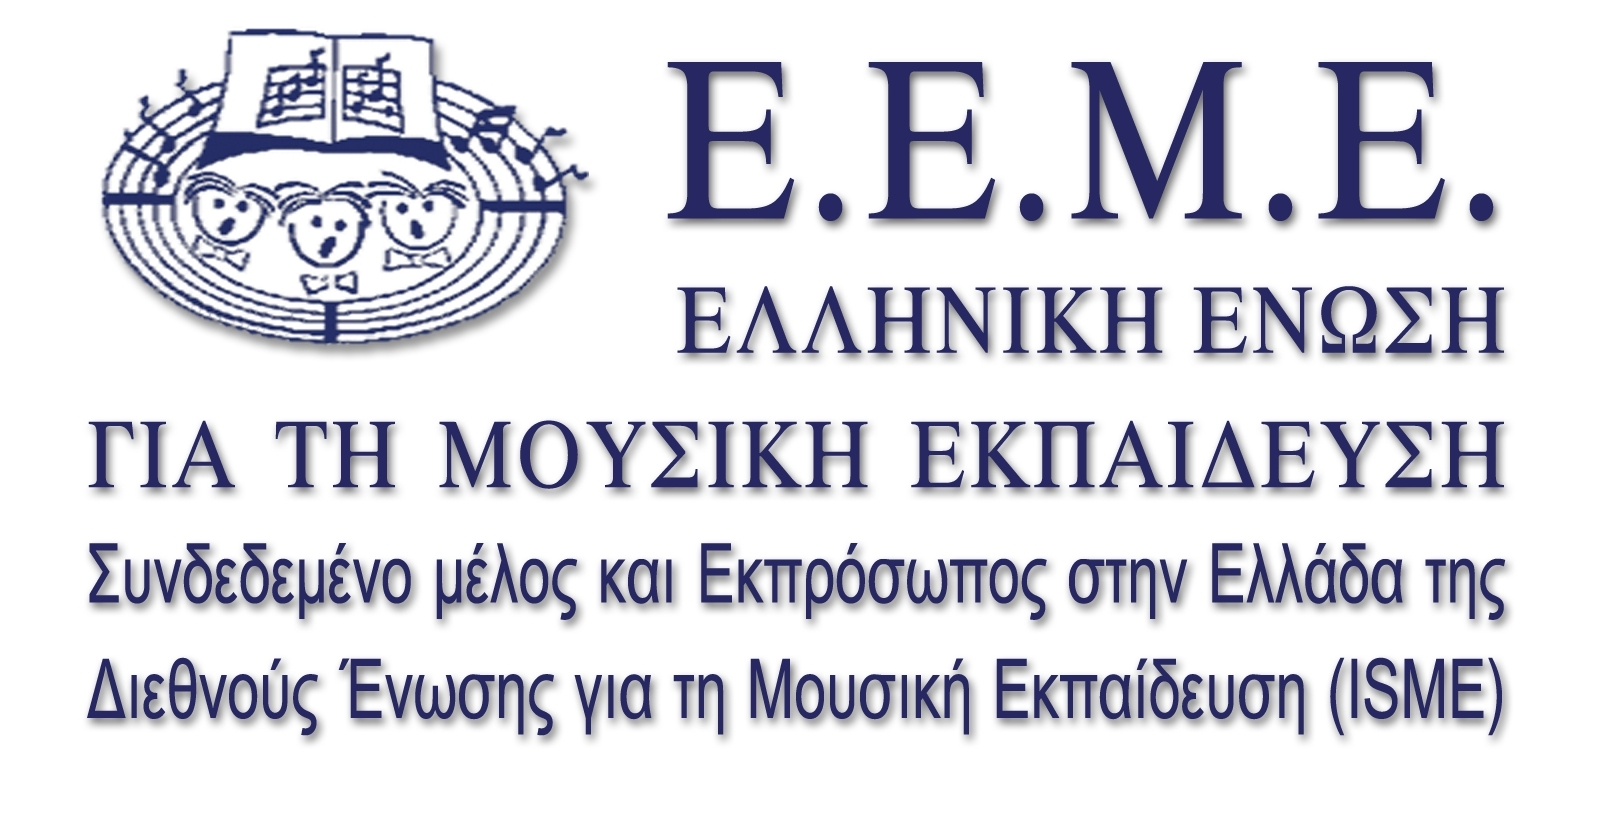 Ε.Ε.Μ.Ε.
ΕΛΛΗΝΙΚΗ ΕΝΩΣΗ
ΓΙΑ ΤΗ ΜΟΥΣΙΚΗ ΕΚΠΑΙΔΕΥΣΗ
Συνδεδεμένο μέλος και Εκπρόσωπος στην Ελλάδα της
Διεθνούς Ένωσης για τη Μουσική Εκπαίδευση (ISME)